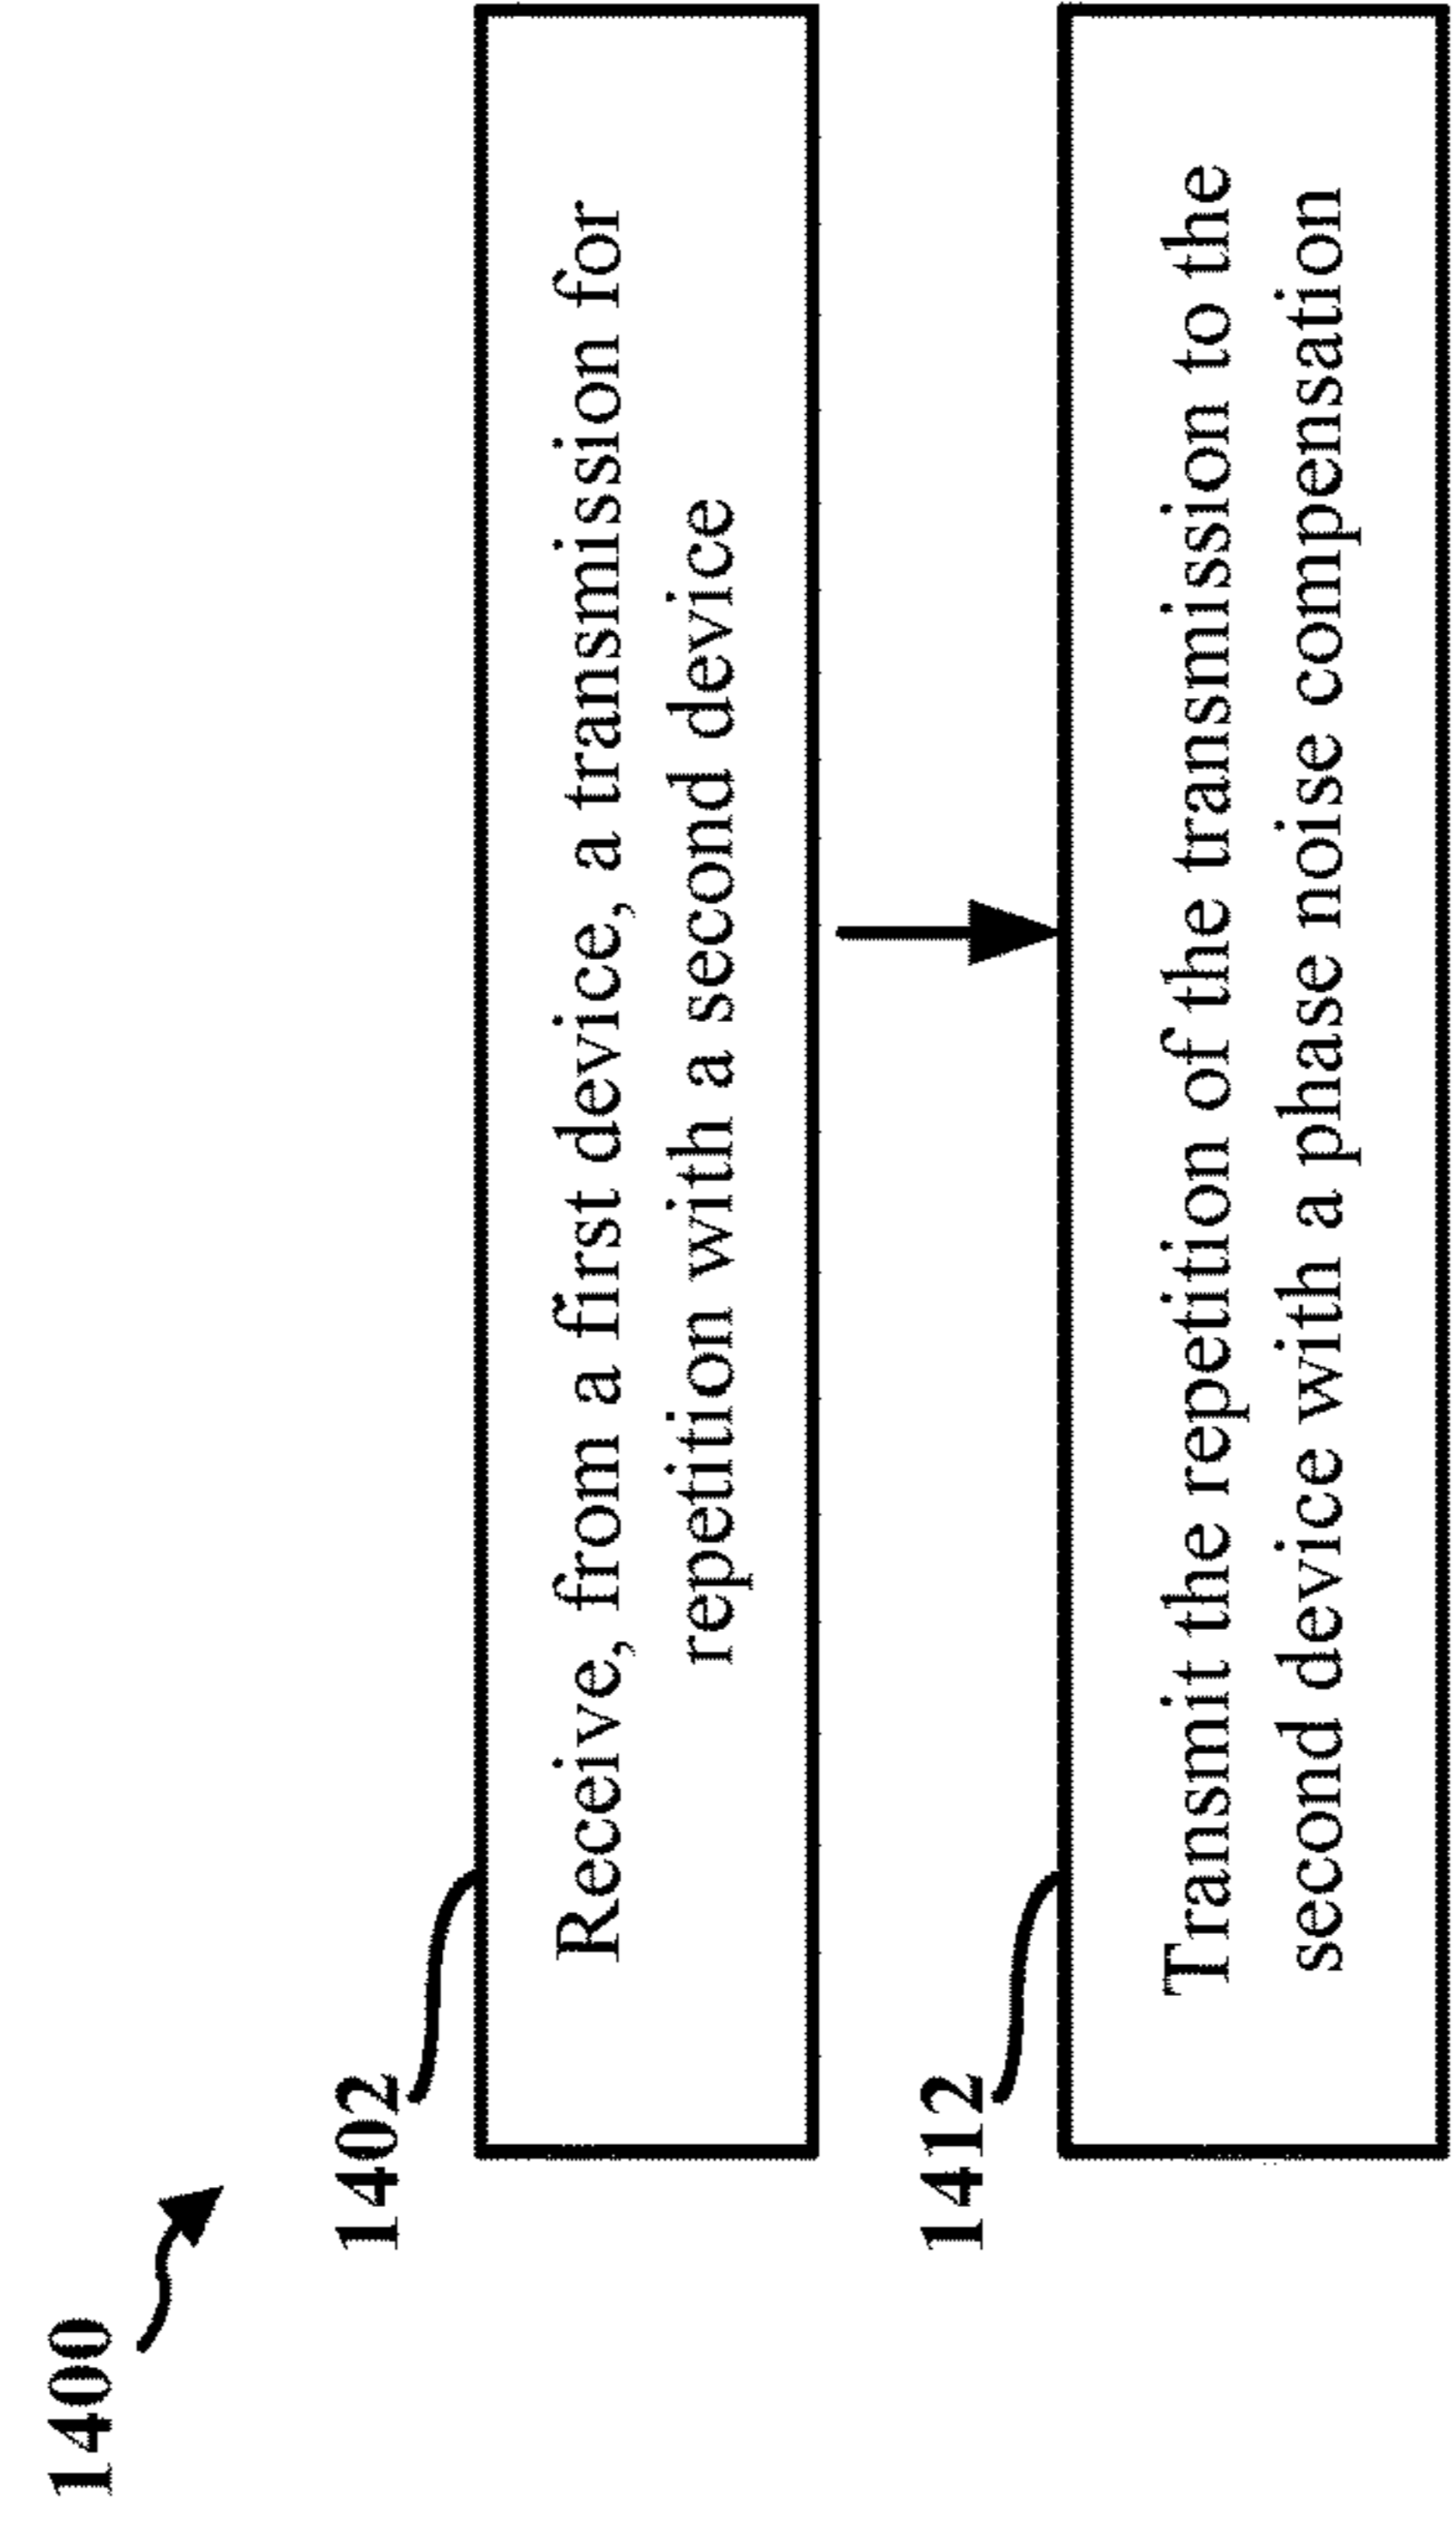 1400
1402
Receive, from a first device, a transmission for
repetition with a second device
1412
Transmit the repetition of the transmission to the
second device with a phase noise compensation